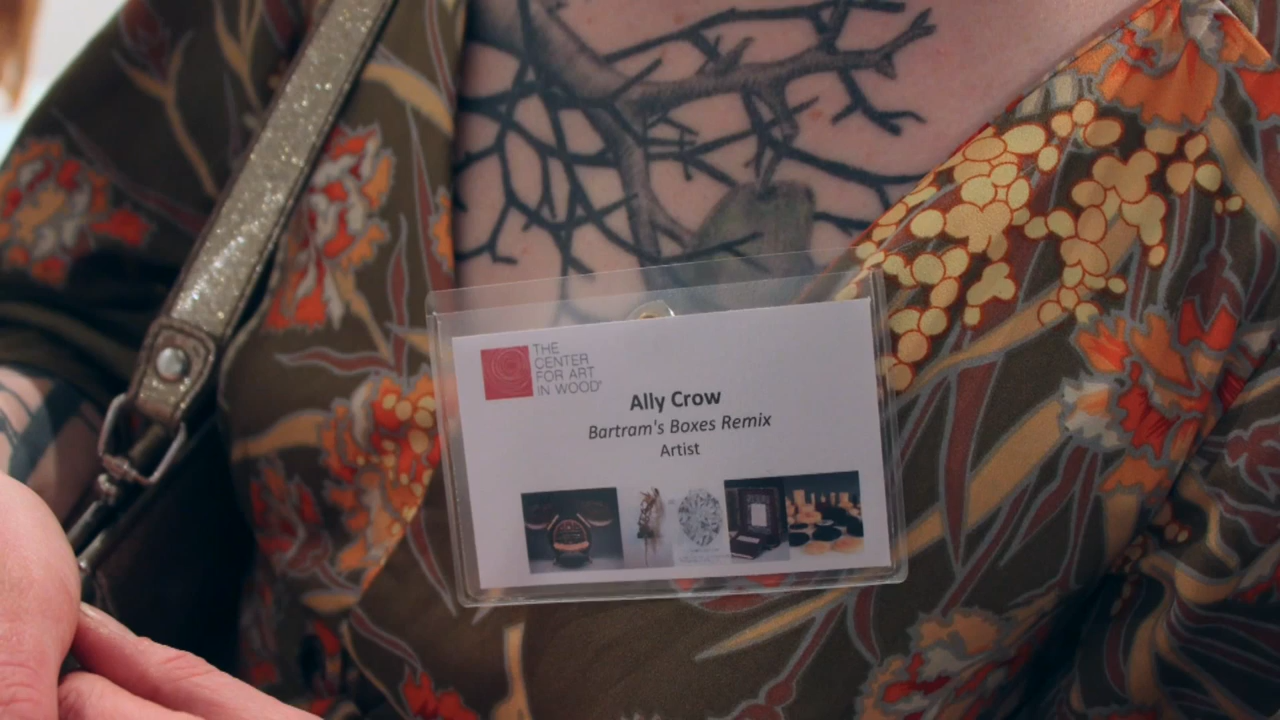 THE
CENTER
FOR ART
IN WOOD
Ally Crow
Bartram's Boxes Remix
Artist